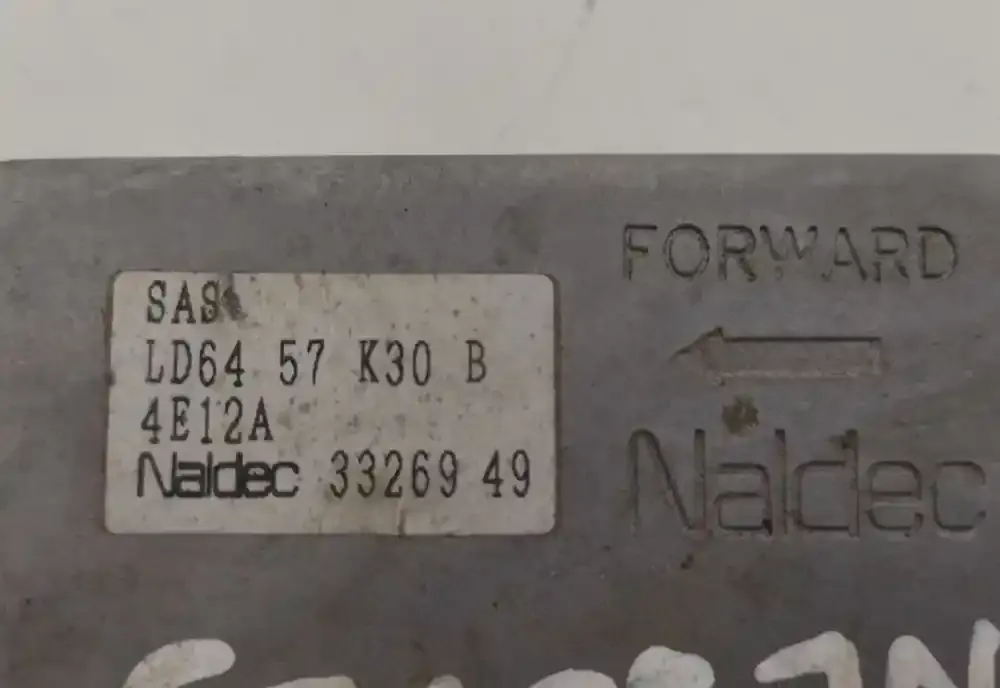 SAS
LD64 57 K30 B
4E12A
Naldec 33269 49
FORWARD
Naldec